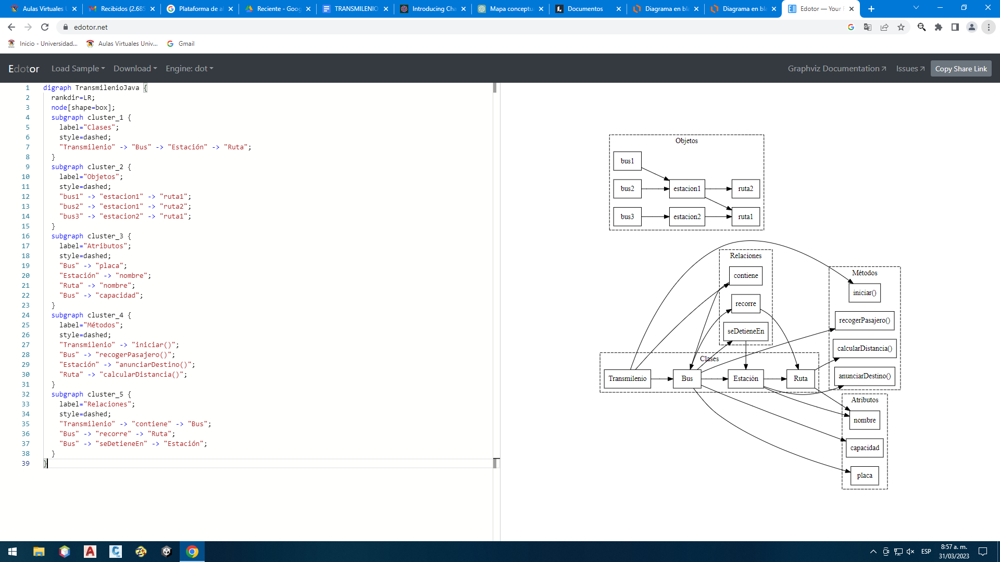 Aulas Virtuales U
Recibidos (2.685
Plataforma de al
Reciente - Goog
TRANSMILENIO
Introducing Cha
Mapa conceptu
Documentos
Diagrama en bla
Diagrama en bla
Edotor — Your F
edotor.net
Inicio - Universidad...
Aulas Virtuales Univ...
Gmail
Edotor
Load Sample
Download
Engine: dot
Graphviz Documentation
Issues
Copy Share Link
1 digraph TransmilenioJava {
2 rankdir=LR;
3 node[shape=box];
4 subgraph cluster_1 {
5 label="Clases";
6 style=dashed;
7 "Transmilenio" -> "Bus" -> "Estación" -> "Ruta";
8 }
9 subgraph cluster_2 {
10 label="Objetos";
11 style=dashed;
12 "bus1" -> "estacion1" -> "ruta1";
13 "bus2" -> "estacion1" -> "ruta2";
14 "bus3" -> "estacion2" -> "ruta1";
15 }
16 subgraph cluster_3 {
17 label="Atributos";
18 style=dashed;
19 "Bus" -> "placa";
20 "Estación" -> "nombre";
21 "Ruta" -> "nombre";
22 "Bus" -> "capacidad";
23 }
24 subgraph cluster_4 {
25 label="Métodos";
26 style=dashed;
27 "Transmilenio" -> "iniciar()";
28 "Bus" -> "recogerPasajero()";
29 "Estación" -> "anunciarDestino()";
30 "Ruta" -> "calcularDistancia()";
31 }
32 subgraph cluster_5 {
33 label="Relaciones";
34 style=dashed;
35 "Transmilenio" -> "contiene" -> "Bus";
36 "Bus" -> "recorre" -> "Ruta";
37 "Bus" -> "seDetieneEn" -> "Estación";
38 }
39 }
Objetos
bus1
bus2
estacion1
ruta2
bus3
estacion2
ruta1
Relaciones
contiene
recorre
seDetieneEn
Métodos
iniciar()
recogerPasajero()
calcularDistancia()
anunciarDestino()
Clases
Transmilenio
Bus
Estación
Ruta
Atributos
nombre
capacidad
placa
ESP
8:57 a. m.
31/03/2023